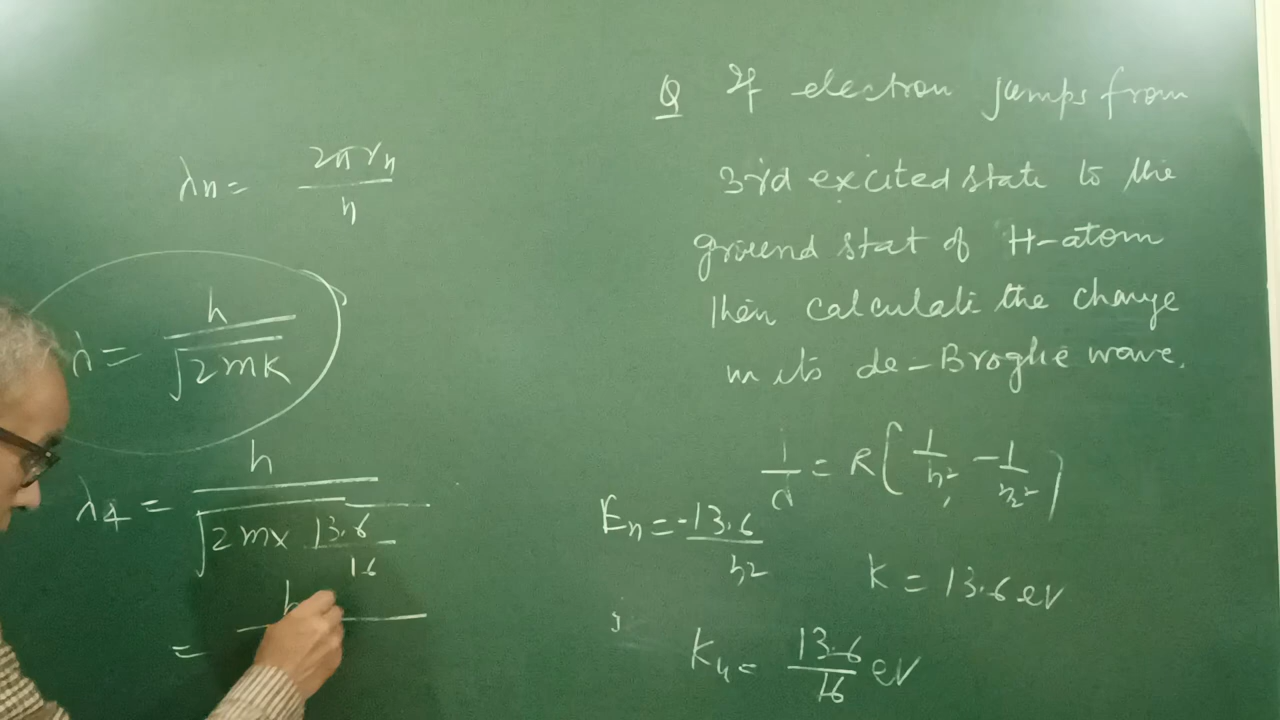 λn = 2πrn / n
λ = h / √2mK
λ4 = h / √2m× 13.6 / 16
= h
Q If electron jumps from
3rd excited state to the
ground stat of H-atom
then calculate the change
in its de-Broglie wave.
1/λ = R(1/n1² - 1/n2²)
En = -13.6 / n2
K = 13.6 ev
K4 = 13.6 / 16 ev